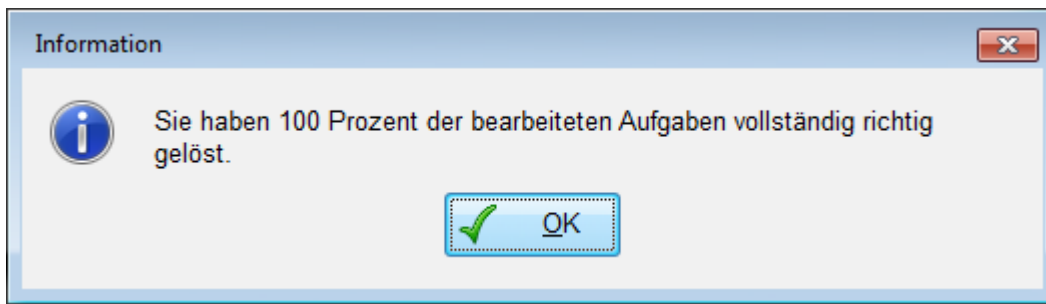 Information
Sie haben 100 Prozent der bearbeiteten Aufgaben vollständig richtig
gelöst.
OK